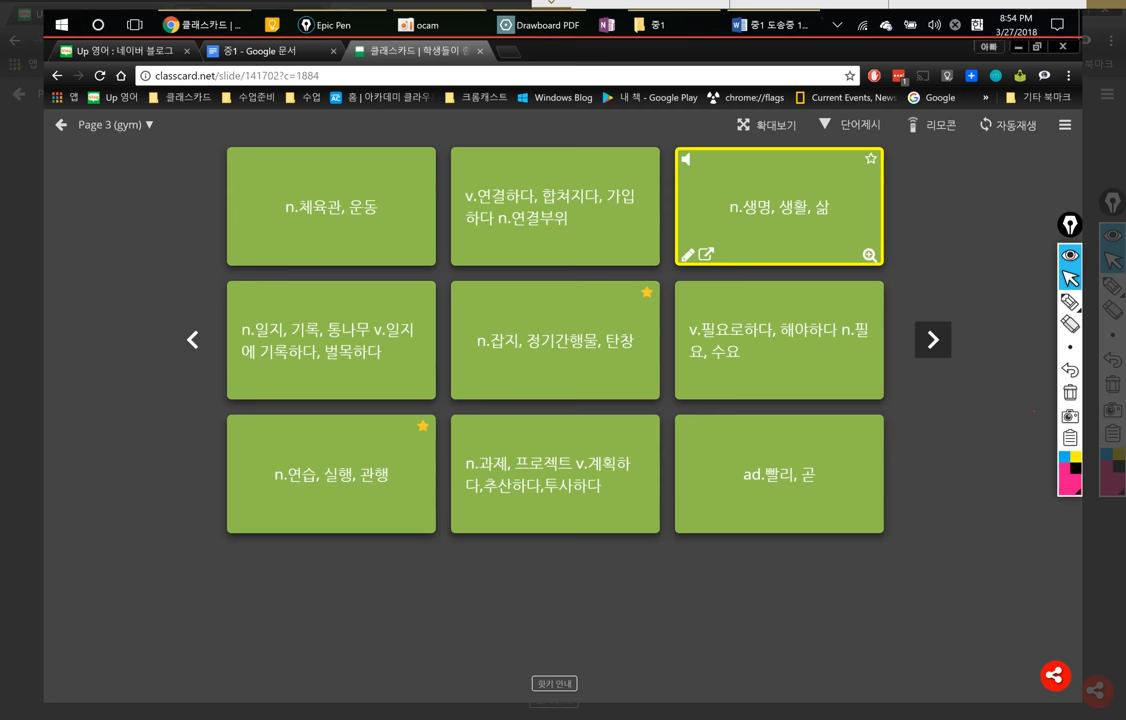 클래스카드 | ...
Epic Pen
ocam
Drawboard PDF
중1
중1 도송중 1...
8:54 PM
3/27/2018
Up 영어 : 네이버 블로그
중1 - Google 문서
클래스카드 | 학생들이
아빠
classcard.net/slide/141702?c=1884
앱
Up 영어
클래스카드
수업준비
수업
홈 | 아카데미 클라우
크롬캐스트
Windows Blog
내 책 - Google Play
chrome://flags
Current Events, News
Google
»
기타 북마크
Page 3 (gym) ▼
확대보기
단어제시
리모콘
자동재생
n.체육관, 운동
v.연결하다, 합쳐지다, 가입
하다 n.연결부위
n.생명, 생활, 삶
n.일지, 기록, 통나무 v.일지
에 기록하다, 벌목하다
n.잡지, 정기간행물, 탄창
v.필요로하다, 해야하다 n.필
요, 수요
n.연습, 실행, 관행
n.과제, 프로젝트 v.계획하
다,추산하다,투사하다
ad.빨리, 곧
핫키 안내